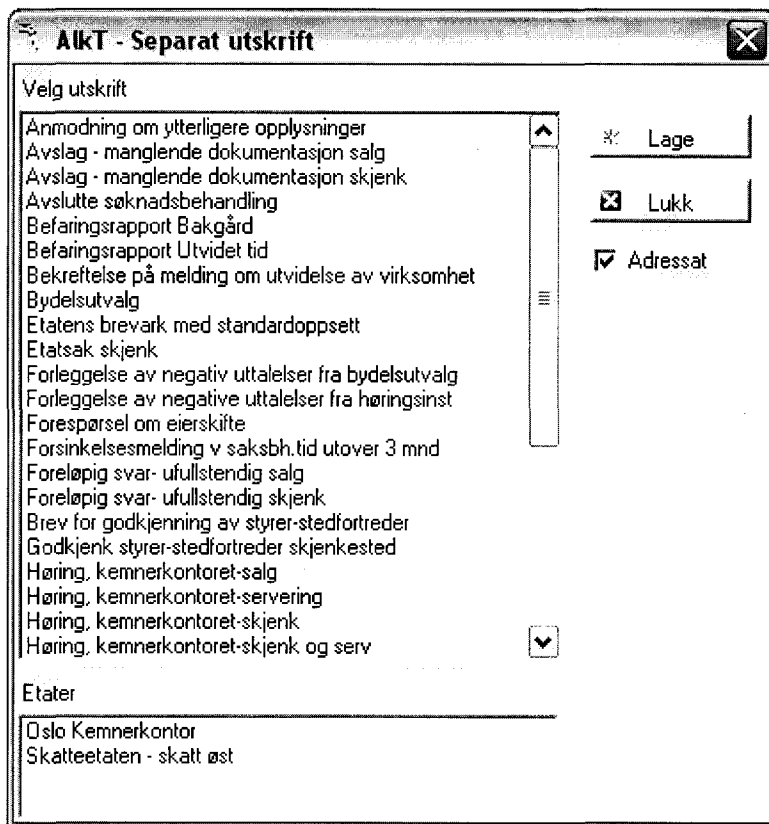 AlkT - Separat utskrift
Velg utskrift
Anmodning om ytterligere opplysninger
Avslag - manglende dokumentasjon salg
Avslag - manglende dokumentasjon skjenk
Avslutte søknadsbehandling
Befaringsrapport Bakgård
Befaringsrapport Utvidet tid
Bekreftelse på melding om utvidelse av virksomhet
Bydelsutvalg
Etatens brevark med standardoppsett
Etatsak skjenk
Forleggelse av negativ uttalelser fra bydelsutvalg
Forleggelse av negative uttalelser fra høringsinst
Forespørsel om eierskifte
Forsinkelsesmelding v saksbh.tid utover 3 mnd
Foreløpig svar- ufullstendig salg
Foreløpig svar- ufullstendig skjenk
Brev for godkjenning av styrer-stedfortreder
Godkjenk styrer-stedfortreder skjenkested
Høring, kemnerkontoret-salg
Høring, kemnerkontoret-servering
Høring, kemnerkontoret-skjenk
Høring, kemnerkontoret-skjenk og serv
Lage
Lukk
Adressat
Etater
Oslo Kemnerkontor
Skatteetaten - skatt øst